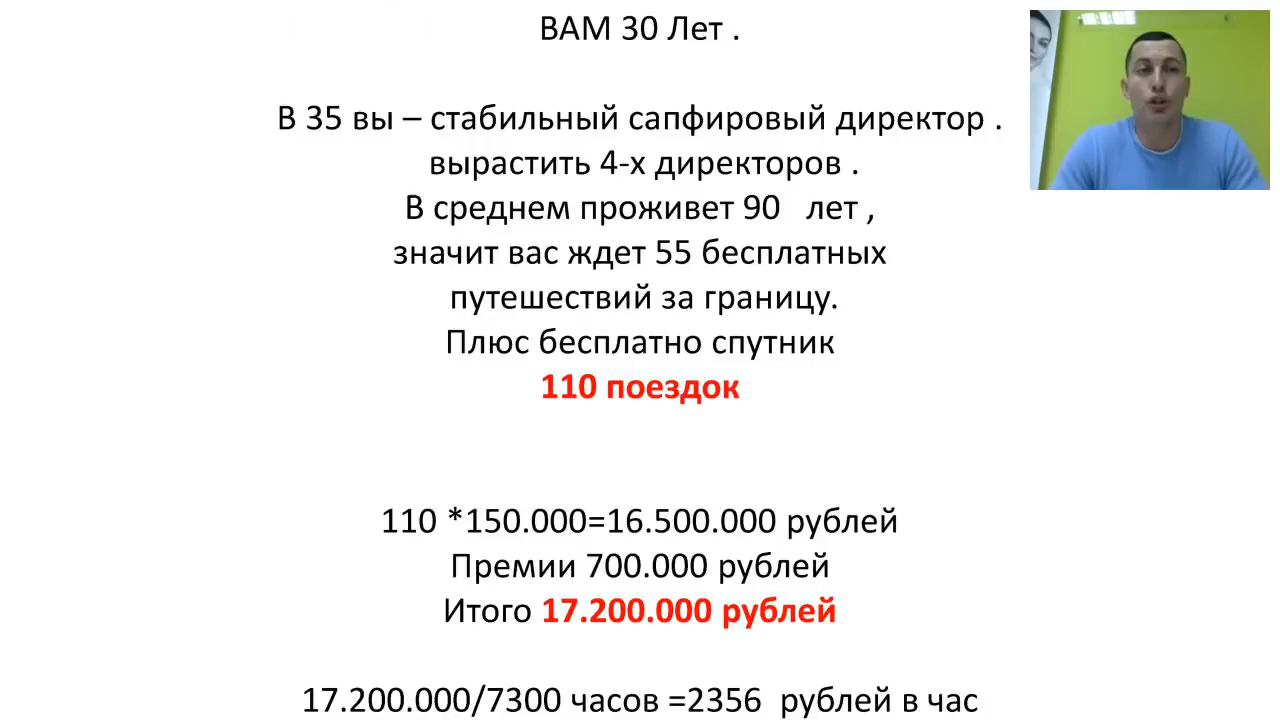 ВАМ 30 Лет .
В 35 вы – стабильный сапфировый директор .
вырастить 4-х директоров .
В среднем проживет 90 лет ,
значит вас ждет 55 бесплатных
путешествий за границу.
Плюс бесплатно спутник
110 поездок
110 *150.000=16.500.000 рублей
Премии 700.000 рублей
Итого 17.200.000 рублей
17.200.000/7300 часов =2356 рублей в час